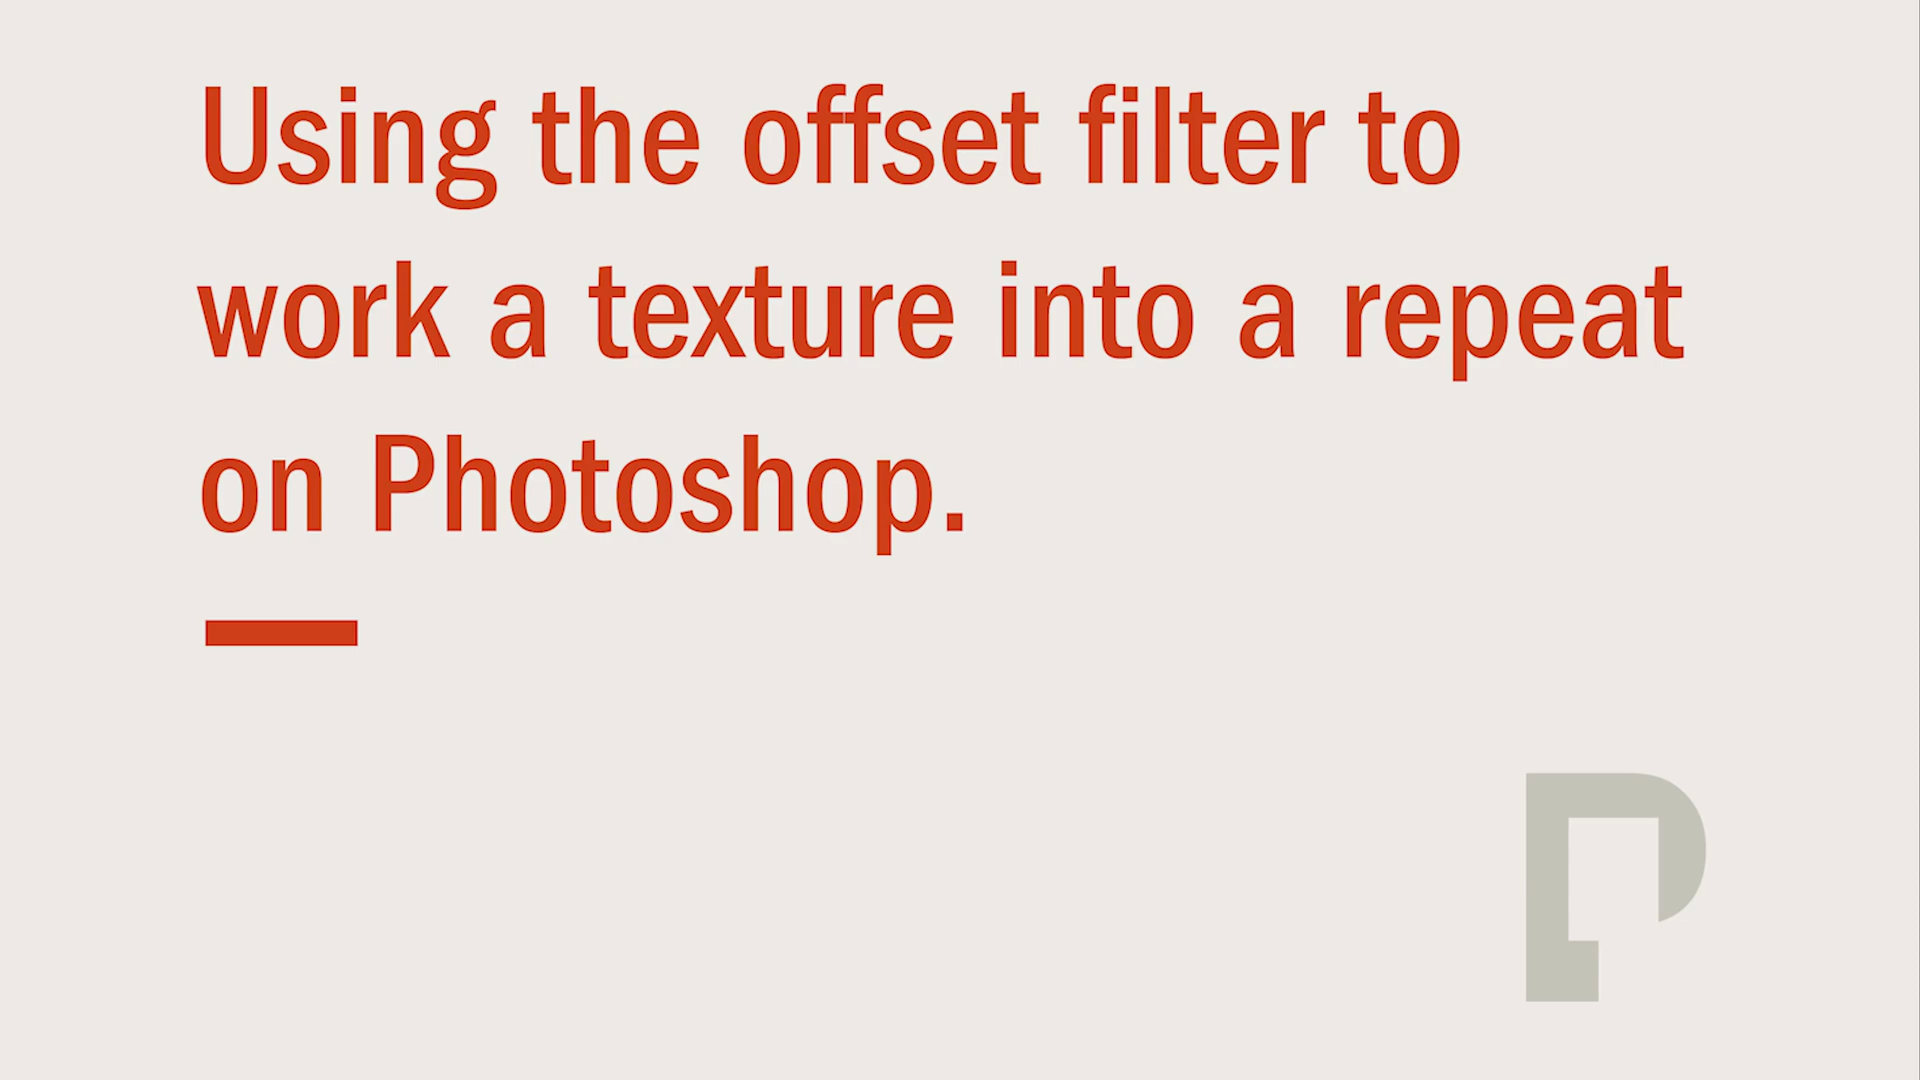 Using the offset filter to
work a texture into a repeat
on Photoshop.
P